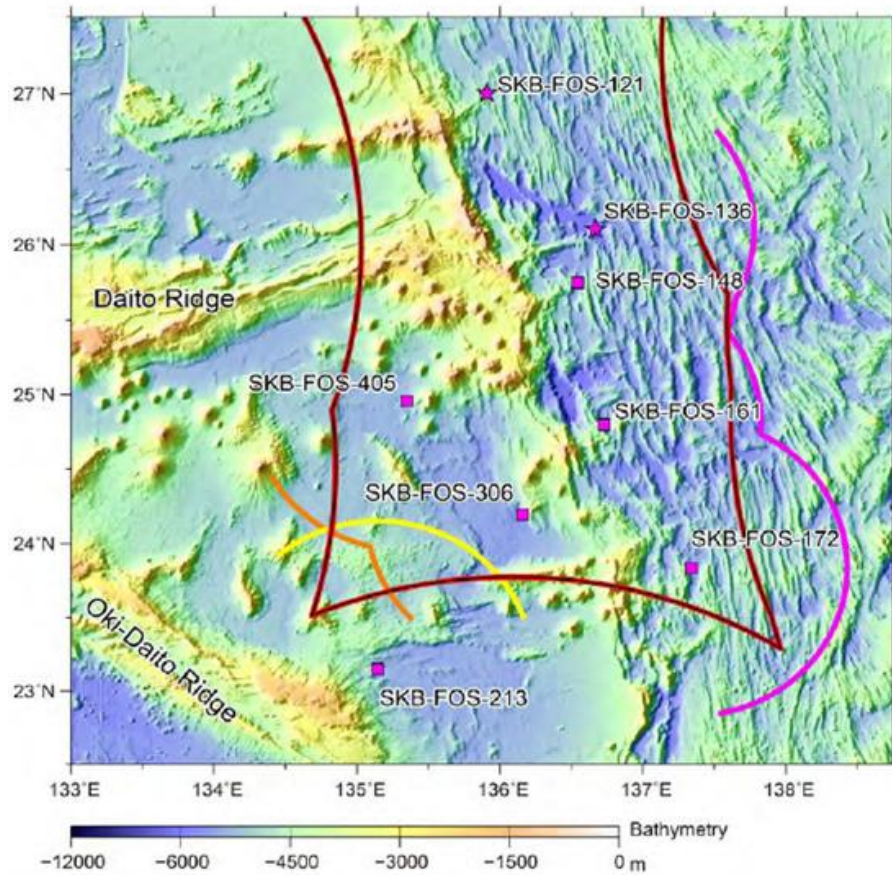 27°N
SKB-FOS-121
SKB-FOS-136
26°N
SKB-FOS-148
Daito Ridge
25°N
SKB-FOS-405
SKB-FOS-161
SKB-FOS-306
24°N
SKB-FOS-172
Oki-Daito Ridge
23°N
SKB-FOS-213
133°E 134°E 135°E 136°E 137°E 138°E
Bathymetry
−12000 −6000 −4500 −3000 −1500 0 m